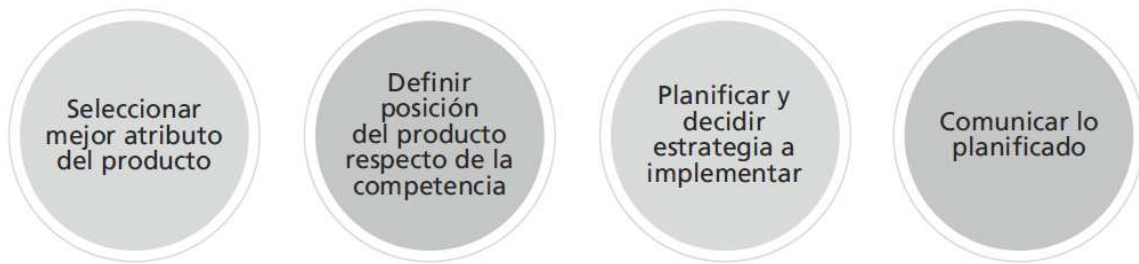 Seleccionar
mejor atributo
del producto
Definir
posición
del producto
respecto de la
competencia
Planificar y
decidir
estrategia a
implementar
Comunicar lo
planificado